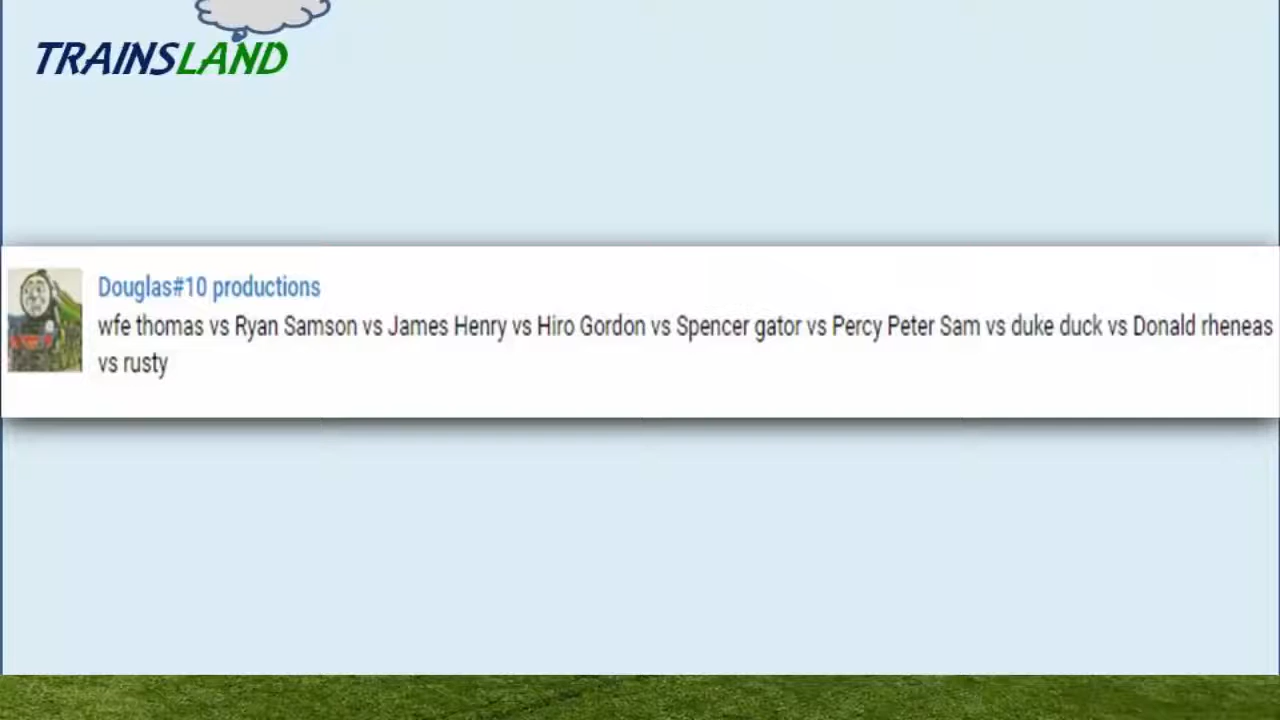 TRAINSLAND
Douglas#10 productions
wfe thomas vs Ryan Samson vs James Henry vs Hiro Gordon vs Spencer gator vs Percy Peter Sam vs duke duck vs Donald rheneas
vs rusty